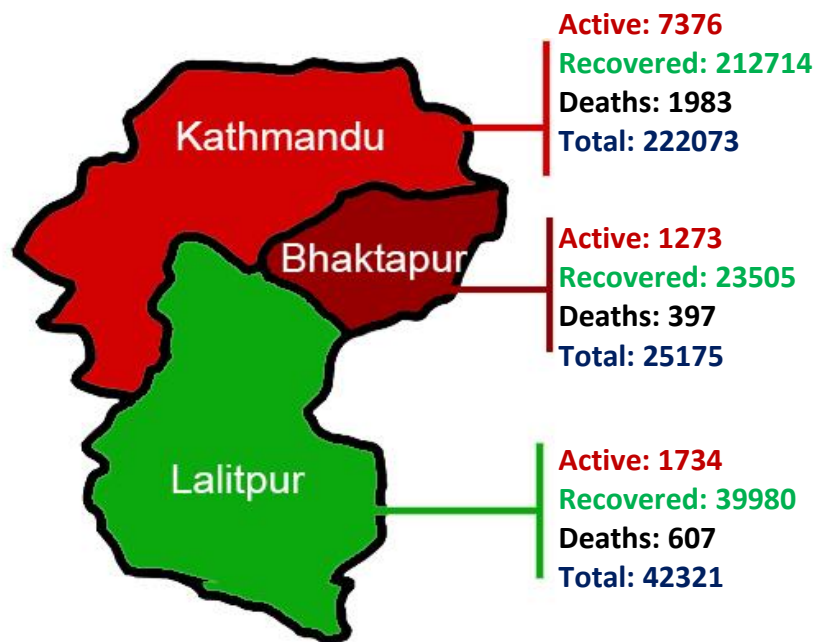 Active: 7376
Recovered: 212714
Deaths: 1983
Total: 222073
Kathmandu
Active: 1273
Recovered: 23505
Deaths: 397
Total: 25175
Bhaktapur
Active: 1734
Recovered: 39980
Deaths: 607
Total: 42321
Lalitpur